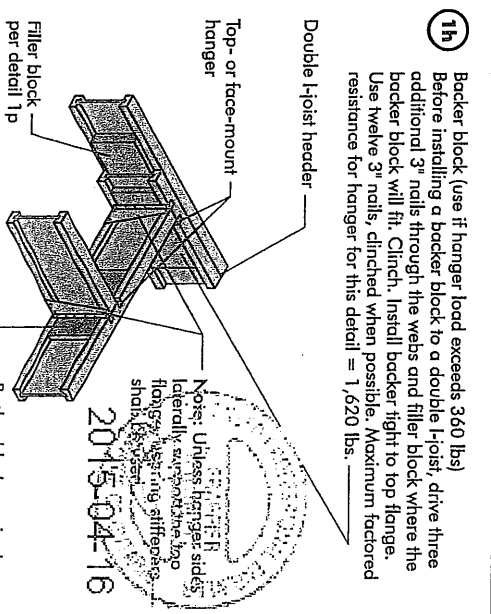 1h
Backer block (use if hanger load exceeds 360 lbs)
Before installing a backer block to a double I-joist, drive three
additional 3" nails through the webs and filler block where the
backer block will fit. Clinch. Install backer tight to top flange.
Use twelve 3" nails, clinched when possible. Maximum factored
resistance for hanger for this detail = 1,620 lbs.
Double I-joist header
Top- or face-mount
hanger
Filler block
per detail 1p
Note: Unless hanger sides
laterally support the top
flange, bearing stiffeners
shall be used.
2015-04-16